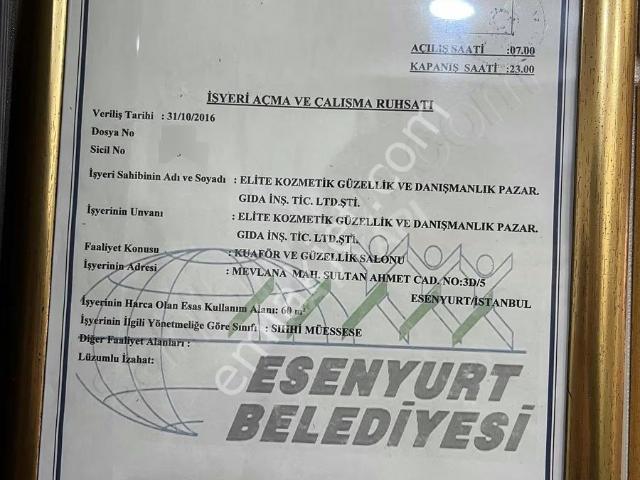 AÇILIŞ SAATİ :07.00
KAPANIŞ SAATİ :23.00
İŞYERİ AÇMA VE ÇALIŞMA RUHSATI
Veriliş Tarihi : 31/10/2016
Dosya No
Sicil No
İşyeri Sahibinin Adı ve Soyadı : ELİTE KOZMETİK GÜZELLİK VE DANIŞMANLIK PAZAR.
GIDA İNŞ. TİC. LTD.ŞTİ.
İşyerinin Unvanı : ELİTE KOZMETİK GÜZELLİK VE DANIŞMANLIK PAZAR.
GIDA İNŞ. TİC. LTD.ŞTİ.
Faaliyet Konusu : KUAFÖR VE GÜZELLİK SALONU
İşyerinin Adresi : MEVLANA MAH. SULTAN AHMET CAD. NO:3D/5
ESENYURT/İSTANBUL
İşyerinin Harca Olan Esas Kullanım Alanı: 60 m²
İşyerinin İlgili Yönetmeliğe Göre Sınıfı : SIHHİ MÜESSESE
Diğer Faaliyet Alanları :
Lüzumlu İzahat:
ESENYURT
BELEDİYESİ